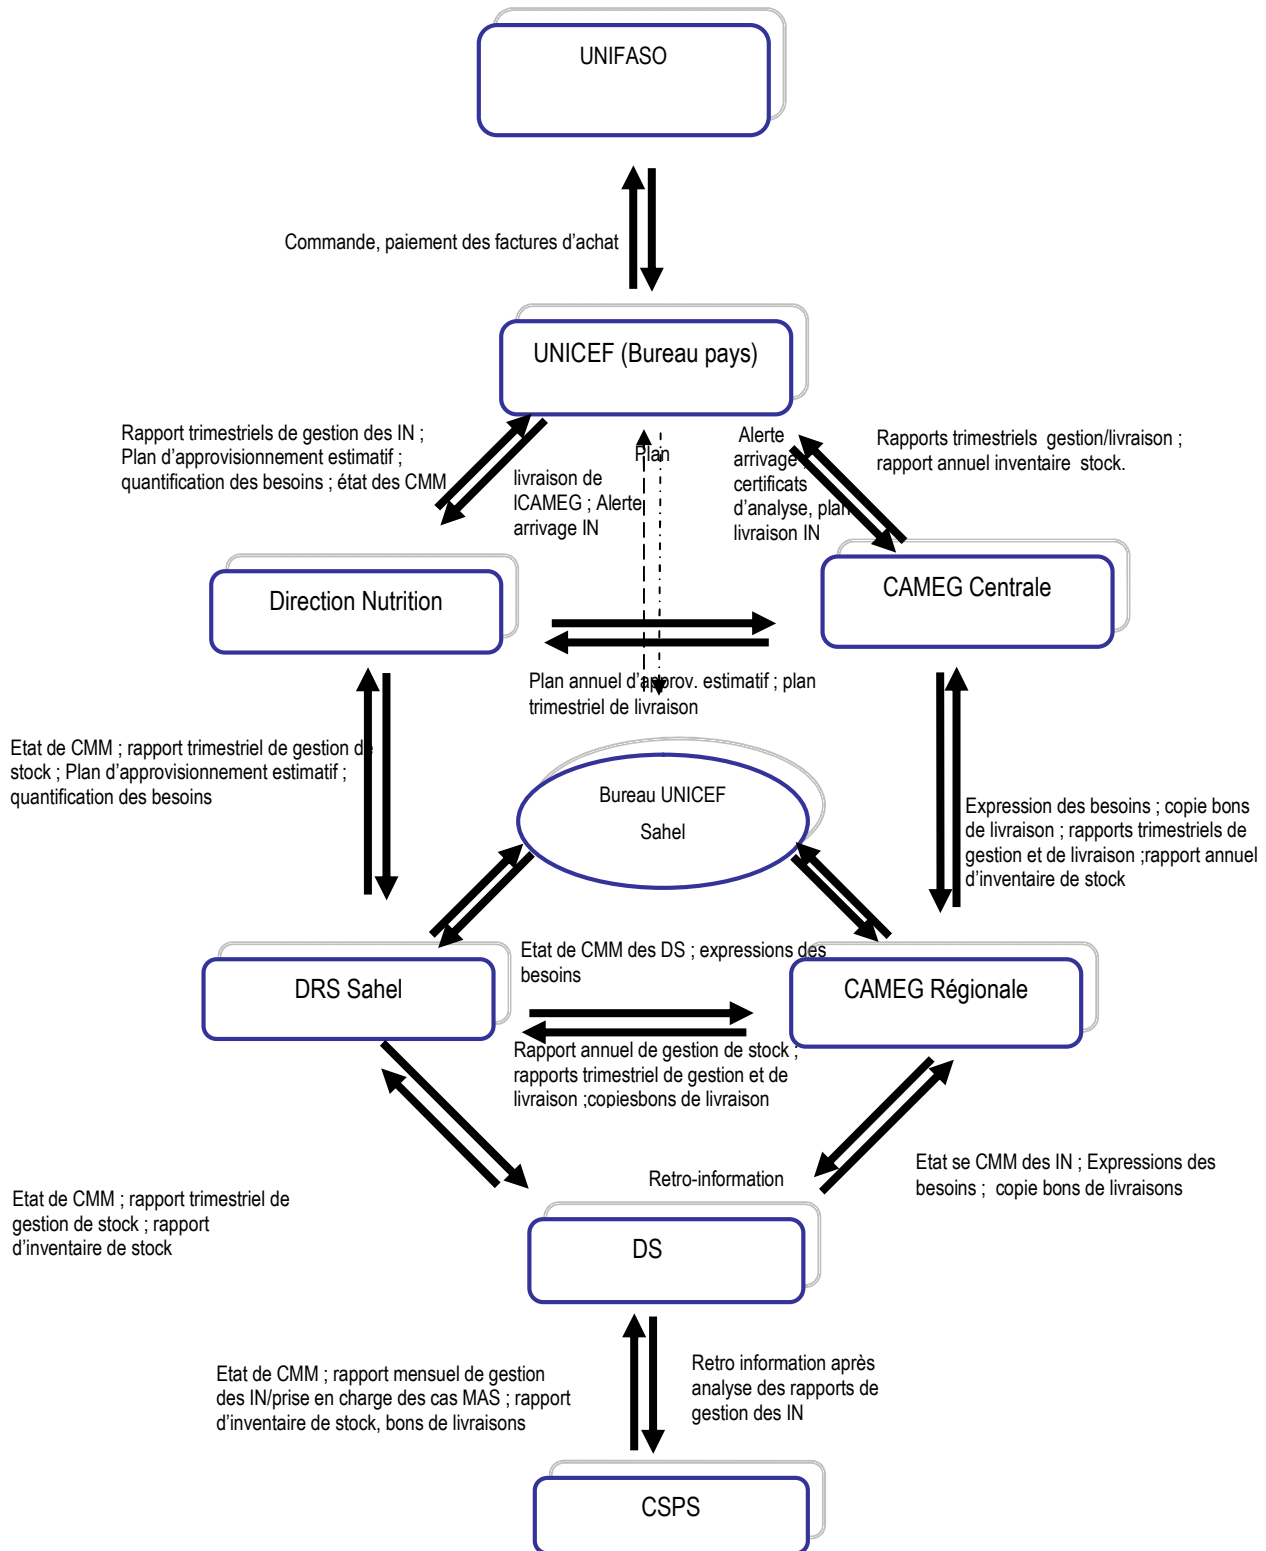 UNIFASO
Commande, paiement des factures d’achat
UNICEF (Bureau pays)
Rapport trimestriels de gestion des IN ;
Plan d’approvisionnement estimatif ;
quantification des besoins ; état des CMM
livraison de
lCAMEG ; Alerte
arrivage IN
Plan
Alerte
arrivage ,
certificats
d’analyse, plan
livraison IN
Rapports trimestriels gestion/livraison ;
rapport annuel inventaire stock.
Direction Nutrition
CAMEG Centrale
Plan annuel d’approv. estimatif ; plan
trimestriel de livraison
Etat de CMM ; rapport trimestriel de gestion de
stock ; Plan d’approvisionnement estimatif ;
quantification des besoins
Bureau UNICEF
Sahel
Expression des besoins ; copie bons
de livraison ; rapports trimestriels de
gestion et de livraison ;rapport annuel
d’inventaire de stock
Etat de CMM des DS ; expressions des
besoins
DRS Sahel
CAMEG Régionale
Rapport annuel de gestion de stock ;
rapports trimestriel de gestion et de
livraison ;copiesbons de livraison
Etat se CMM des IN ; Expressions des
besoins ; copie bons de livraisons
Retro-information
Etat de CMM ; rapport trimestriel de
gestion de stock ; rapport
d’inventaire de stock
DS
Etat de CMM ; rapport mensuel de gestion
des IN/prise en charge des cas MAS ; rapport
d’inventaire de stock, bons de livraisons
Retro information après
analyse des rapports de
gestion des IN
CSPS